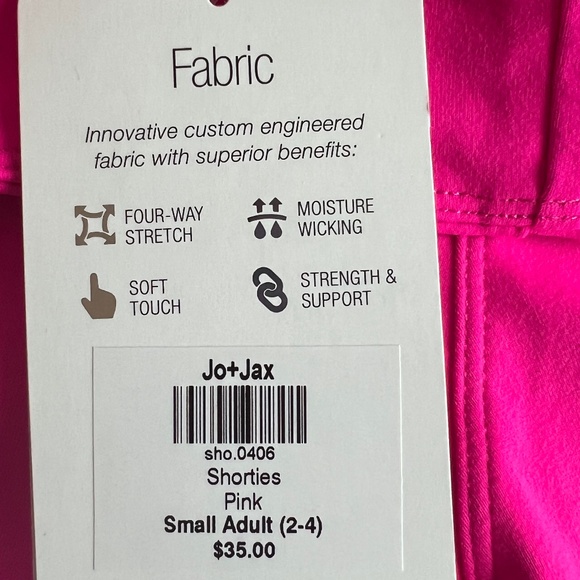 Fabric
Innovative custom engineered
fabric with superior benefits:
FOUR-WAY
STRETCH
MOISTURE
WICKING
SOFT
TOUCH
STRENGTH &
SUPPORT
Jo+Jax
sho.0406
Shorties
Pink
Small Adult (2-4)
$35.00